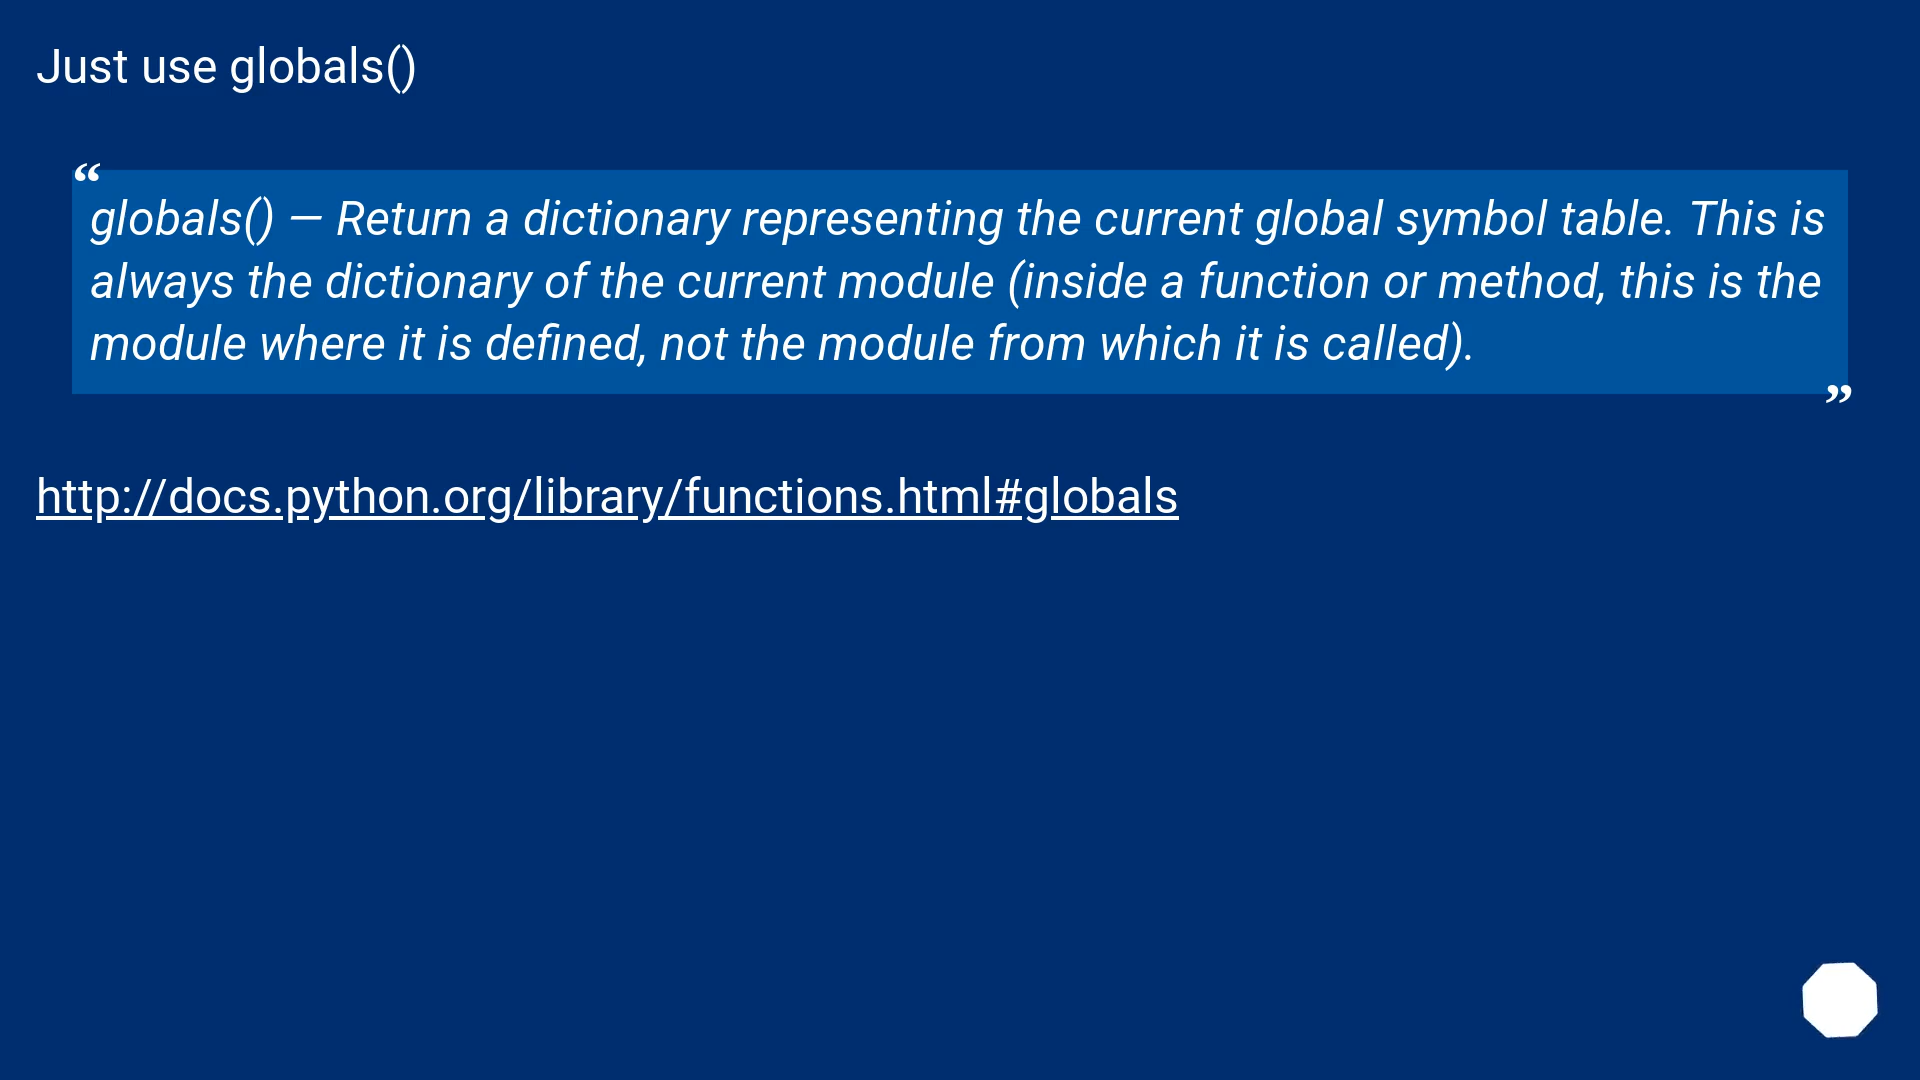 Just use globals()
“
globals() — Return a dictionary representing the current global symbol table. This is
always the dictionary of the current module (inside a function or method, this is the
module where it is defined, not the module from which it is called).
”
http://docs.python.org/library/functions.html#globals